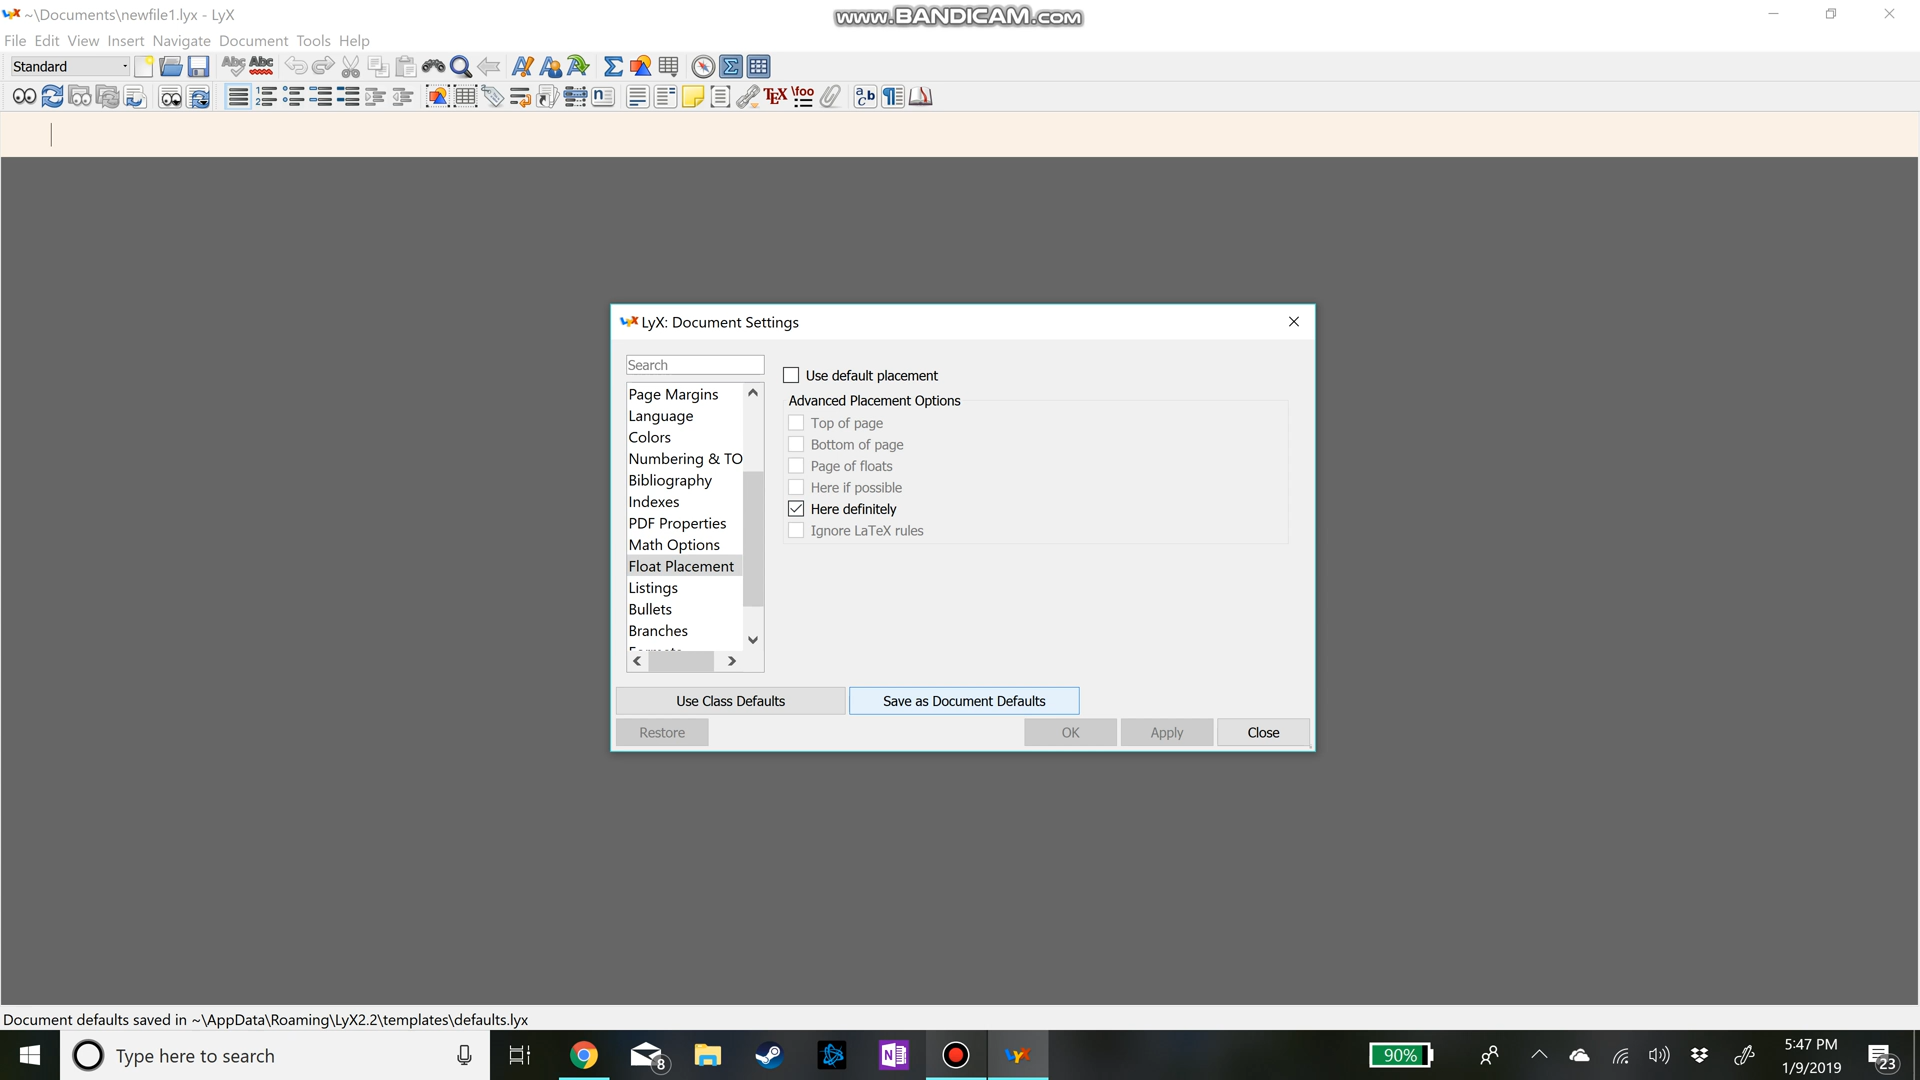 ~\Documents\newfile1.lyx - LyX
www.BANDICAM.com
File Edit View Insert Navigate Document Tools Help
Standard
LyX: Document Settings
Search
Page Margins
Language
Colors
Numbering & TO
Bibliography
Indexes
PDF Properties
Math Options
Float Placement
Listings
Bullets
Branches
Use default placement
Advanced Placement Options
Top of page
Bottom of page
Page of floats
Here if possible
Here definitely
Ignore LaTeX rules
Use Class Defaults
Save as Document Defaults
Restore
OK
Apply
Close
Document defaults saved in ~\AppData\Roaming\LyX2.2\templates\defaults.lyx
Type here to search
8
90%
5:47 PM
1/9/2019
23